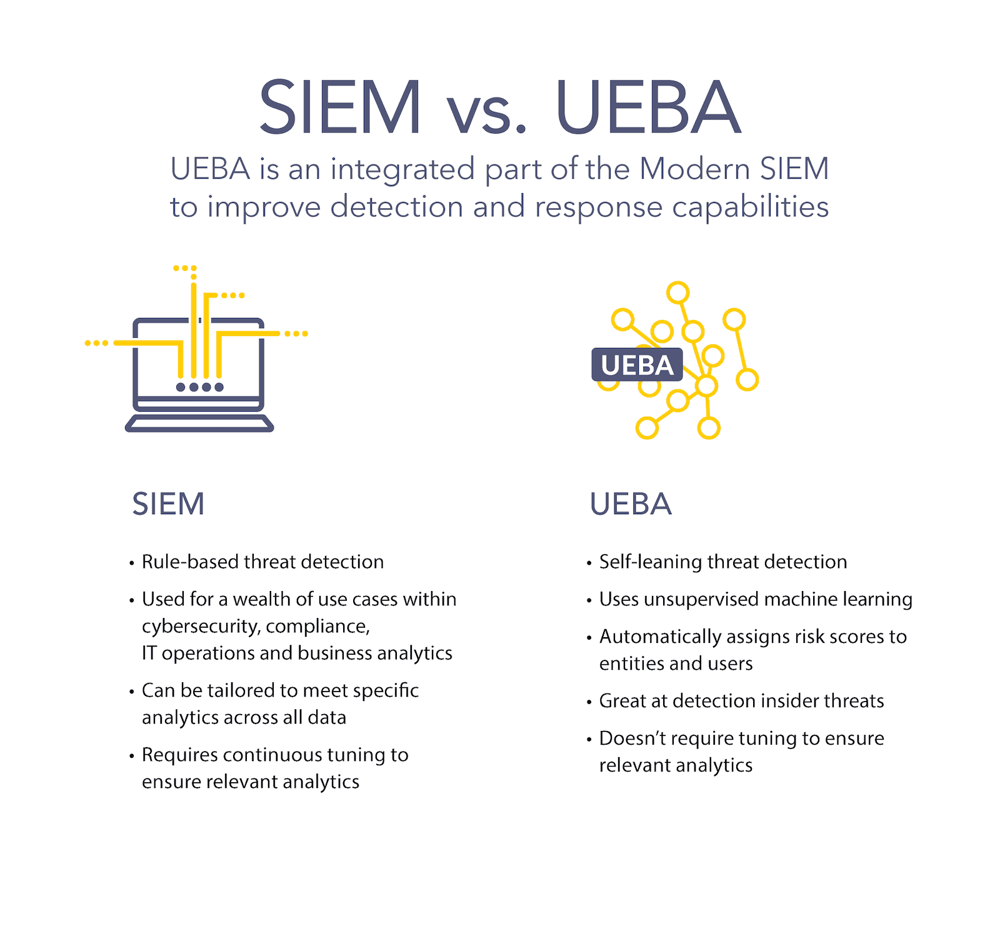 SIEM vs. UEBA
UEBA is an integrated part of the Modern SIEM
to improve detection and response capabilities
UEBA
SIEM
• Rule-based threat detection
• Used for a wealth of use cases within
cybersecurity, compliance,
IT operations and business analytics
• Can be tailored to meet specific
analytics across all data
• Requires continuous tuning to
ensure relevant analytics
UEBA
• Self-leaning threat detection
• Uses unsupervised machine learning
• Automatically assigns risk scores to
entities and users
• Great at detection insider threats
• Doesn’t require tuning to ensure
relevant analytics